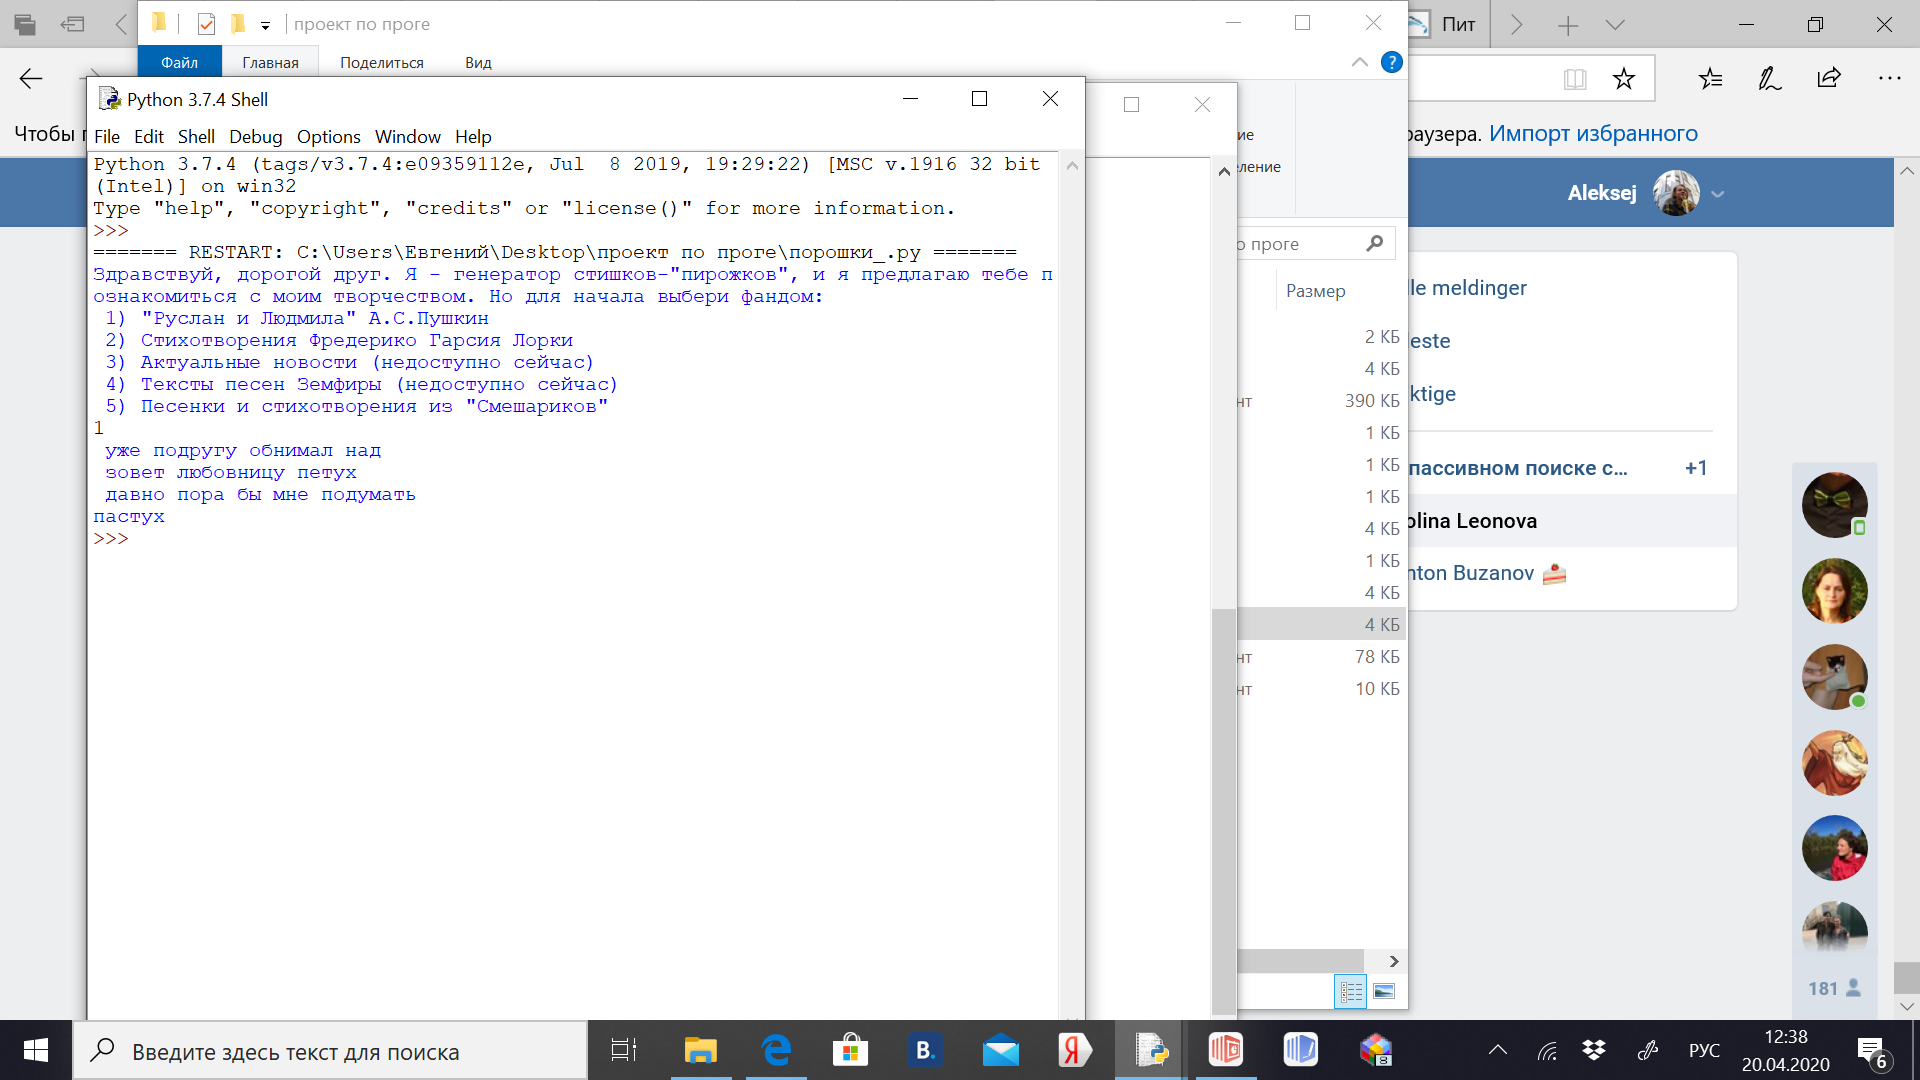 проект по проге
Пит
Файл
Главная
Поделиться
Вид
Python 3.7.4 Shell
File Edit Shell Debug Options Window Help
Чтобы
раузера. Импорт избранного
Python 3.7.4 (tags/v3.7.4:e09359112e, Jul  8 2019, 19:29:22) [MSC v.1916 32 bit
(Intel)] on win32
Type "help", "copyright", "credits" or "license()" for more information.
>>>
======= RESTART: C:\Users\Евгений\Desktop\проект по проге\порошки_.py =======
Здравствуй, дорогой друг. Я - генератор стишков-"пирожков", и я предлагаю тебе п
ознакомиться с моим творчеством. Но для начала выбери фандом:
1) "Руслан и Людмила" А.С.Пушкин
2) Стихотворения Фредерико Гарсия Лорки
3) Актуальные новости (недоступно сейчас)
4) Тексты песен Земфиры (недоступно сейчас)
5) Песенки и стихотворения из "Смешариков"
1
уже подругу обнимал над
зовет любовницу петух
давно пора бы мне подумать
пастух
>>>
ие
еление
о проге
Размер
2 КБ
4 КБ
нт 390 КБ
1 КБ
1 КБ
1 КБ
4 КБ
1 КБ
4 КБ
4 КБ
нт 78 КБ
нт 10 КБ
Aleksej
lle meldinger
leste
ktige
пассивном поиске с... +1
olina Leonova
nton Buzanov
181
Введите здесь текст для поиска
B.
Я
8
РУС
12:38
20.04.2020
6